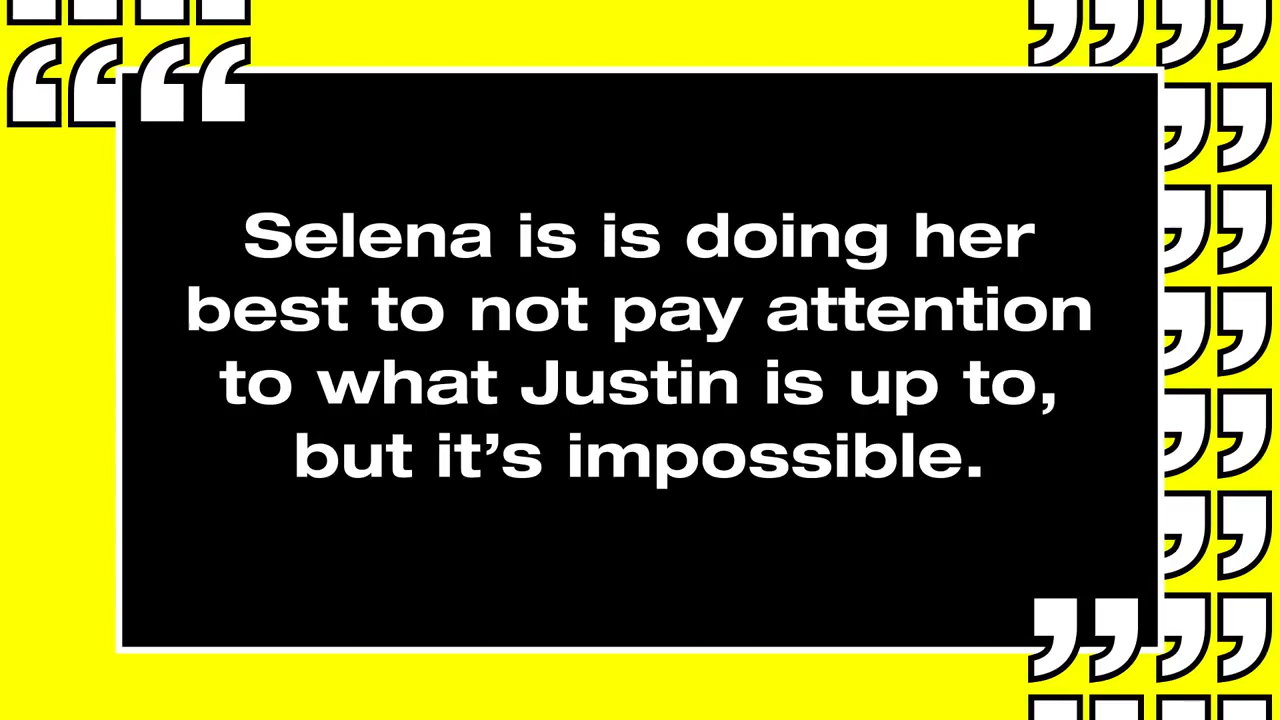 Selena is is doing her
best to not pay attention
to what Justin is up to,
but it’s impossible.